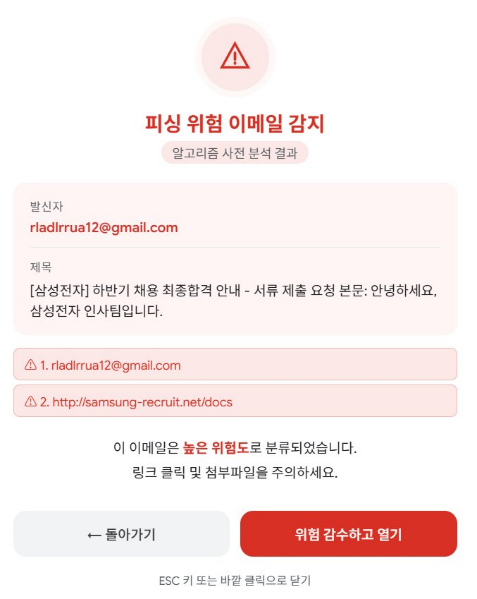 피싱 위험 이메일 감지
알고리즘 사전 분석 결과
발신자
rladlrrua12@gmail.com
제목
[삼성전자] 하반기 채용 최종합격 안내 - 서류 제출 요청 본문: 안녕하세요,
삼성전자 인사팀입니다.
⚠ 1. rladlrrua12@gmail.com
⚠ 2. http://samsung-recruit.net/docs
이 이메일은 높은 위험도로 분류되었습니다.
링크 클릭 및 첨부파일을 주의하세요.
← 돌아가기
위험 감수하고 열기
ESC 키 또는 바깥 클릭으로 닫기